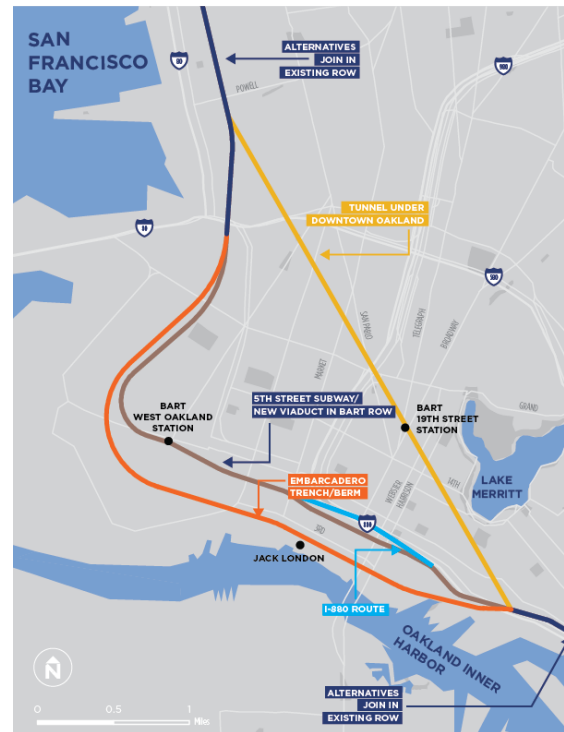 SAN
FRANCISCO
BAY
ALTERNATIVES
JOIN IN
EXISTING ROW
80
POWELL
580
TUNNEL UNDER
DOWNTOWN OAKLAND
80
580
SAN PABLO
TELEGRAPH
BROADWAY
MARKET
5TH STREET SUBWAY/
NEW VIADUCT IN BART ROW
BART
WEST OAKLAND
STATION
BART
19TH STREET
STATION
GRAND
LAKE
MERRITT
14TH
WEBSTER
HARRISON
EMBARCADERO
TRENCH/BERM
880
3RD
JACK LONDON
I-880 ROUTE
OAKLAND INNER
HARBOR
N
ALTERNATIVES
JOIN IN
EXISTING ROW
0 0.5 1
Miles